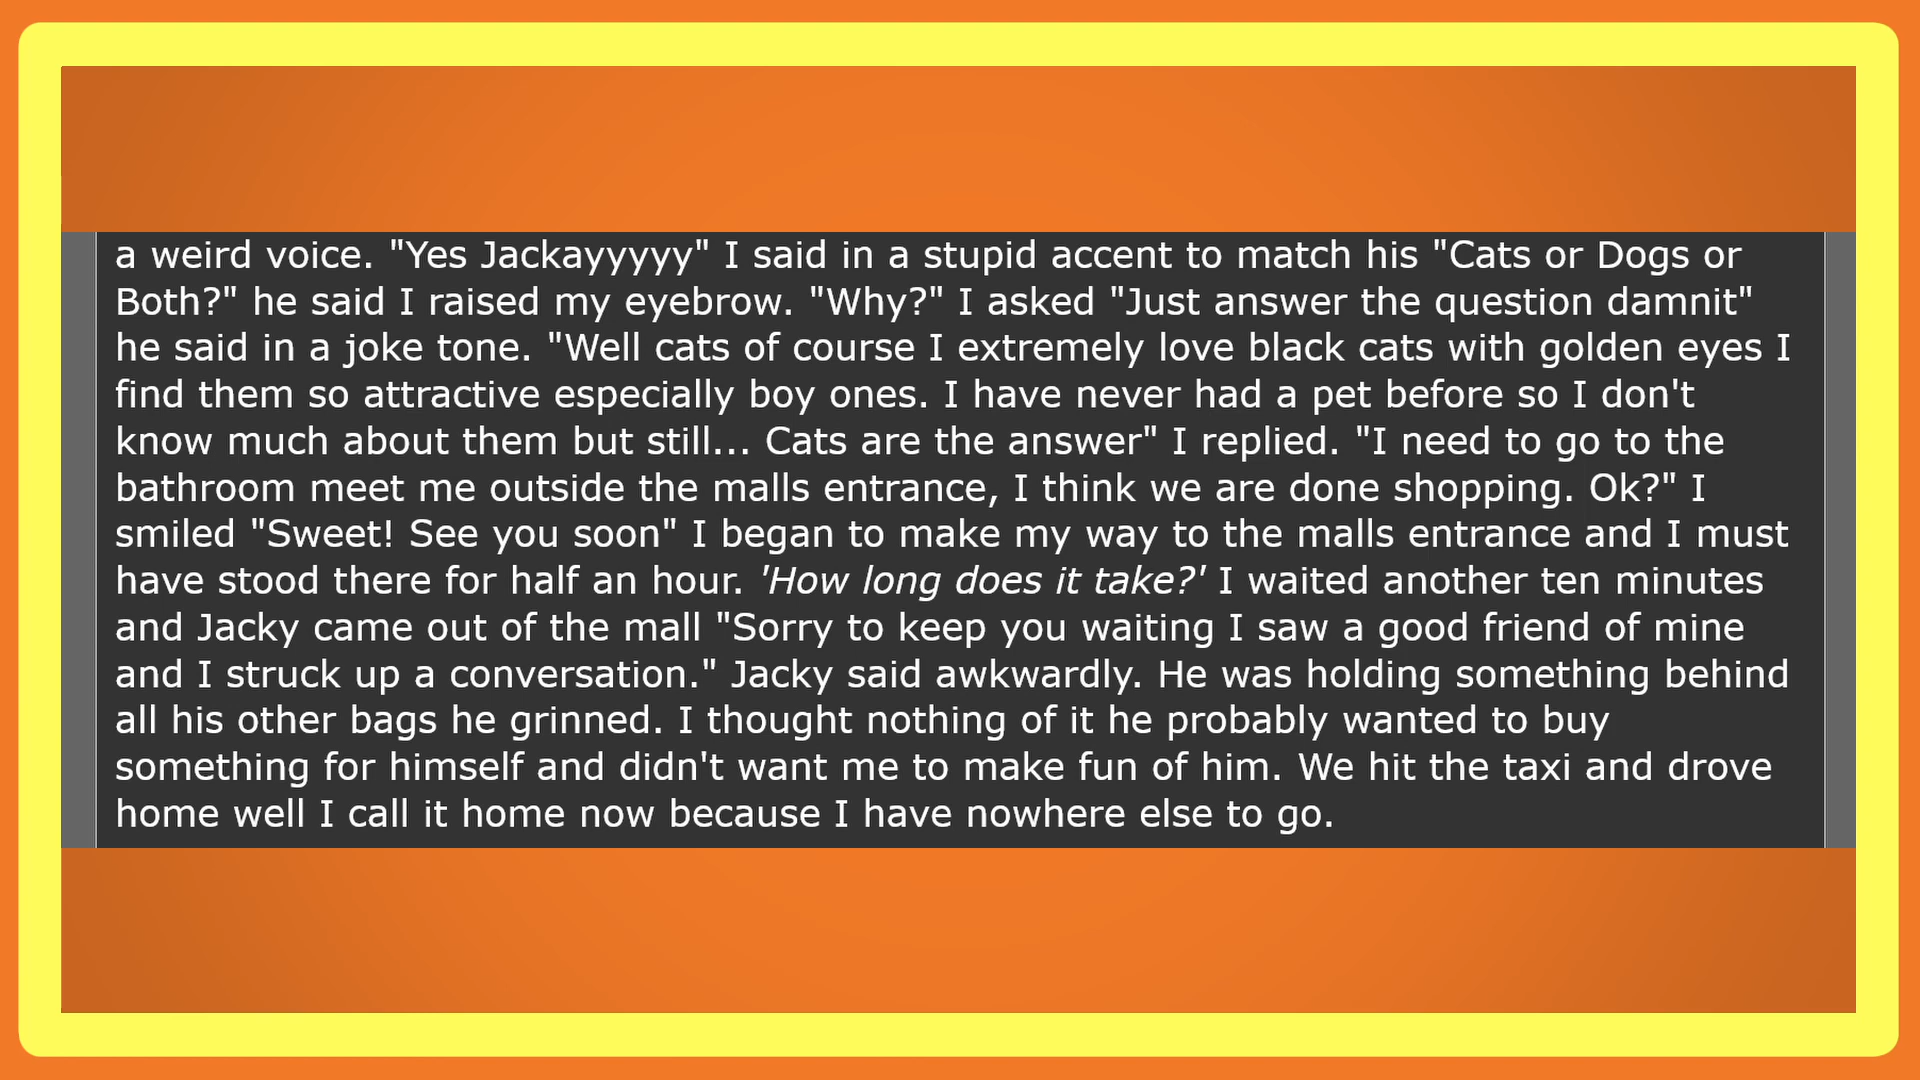 a weird voice. "Yes Jackayyyyy" I said in a stupid accent to match his "Cats or Dogs or
Both?" he said I raised my eyebrow. "Why?" I asked "Just answer the question damnit"
he said in a joke tone. "Well cats of course I extremely love black cats with golden eyes I
find them so attractive especially boy ones. I have never had a pet before so I don't
know much about them but still... Cats are the answer" I replied. "I need to go to the
bathroom meet me outside the malls entrance, I think we are done shopping. Ok?" I
smiled "Sweet! See you soon" I began to make my way to the malls entrance and I must
have stood there for half an hour. 'How long does it take?' I waited another ten minutes
and Jacky came out of the mall "Sorry to keep you waiting I saw a good friend of mine
and I struck up a conversation." Jacky said awkwardly. He was holding something behind
all his other bags he grinned. I thought nothing of it he probably wanted to buy
something for himself and didn't want me to make fun of him. We hit the taxi and drove
home well I call it home now because I have nowhere else to go.